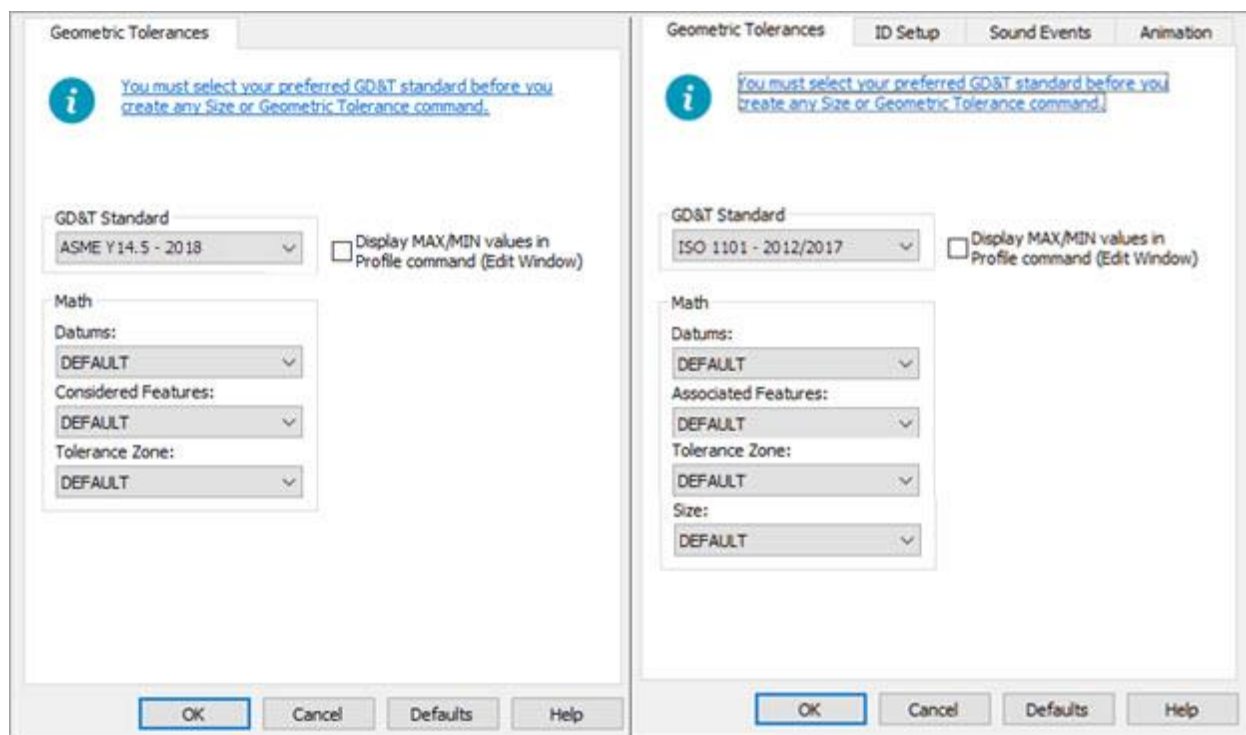 Geometric Tolerances
You must select your preferred GD&T standard before you
create any Size or Geometric Tolerance command.
GD&T Standard
ASME Y14.5 - 2018
Display MAX/MIN values in
Profile command (Edit Window)
Math
Datums:
DEFAULT
Considered Features:
DEFAULT
Tolerance Zone:
DEFAULT
OK
Cancel
Defaults
Help
Geometric Tolerances
ID Setup
Sound Events
Animation
You must select your preferred GD&T standard before you
create any Size or Geometric Tolerance command.
GD&T Standard
ISO 1101 - 2012/2017
Display MAX/MIN values in
Profile command (Edit Window)
Math
Datums:
DEFAULT
Associated Features:
DEFAULT
Tolerance Zone:
DEFAULT
Size:
DEFAULT
OK
Cancel
Defaults
Help